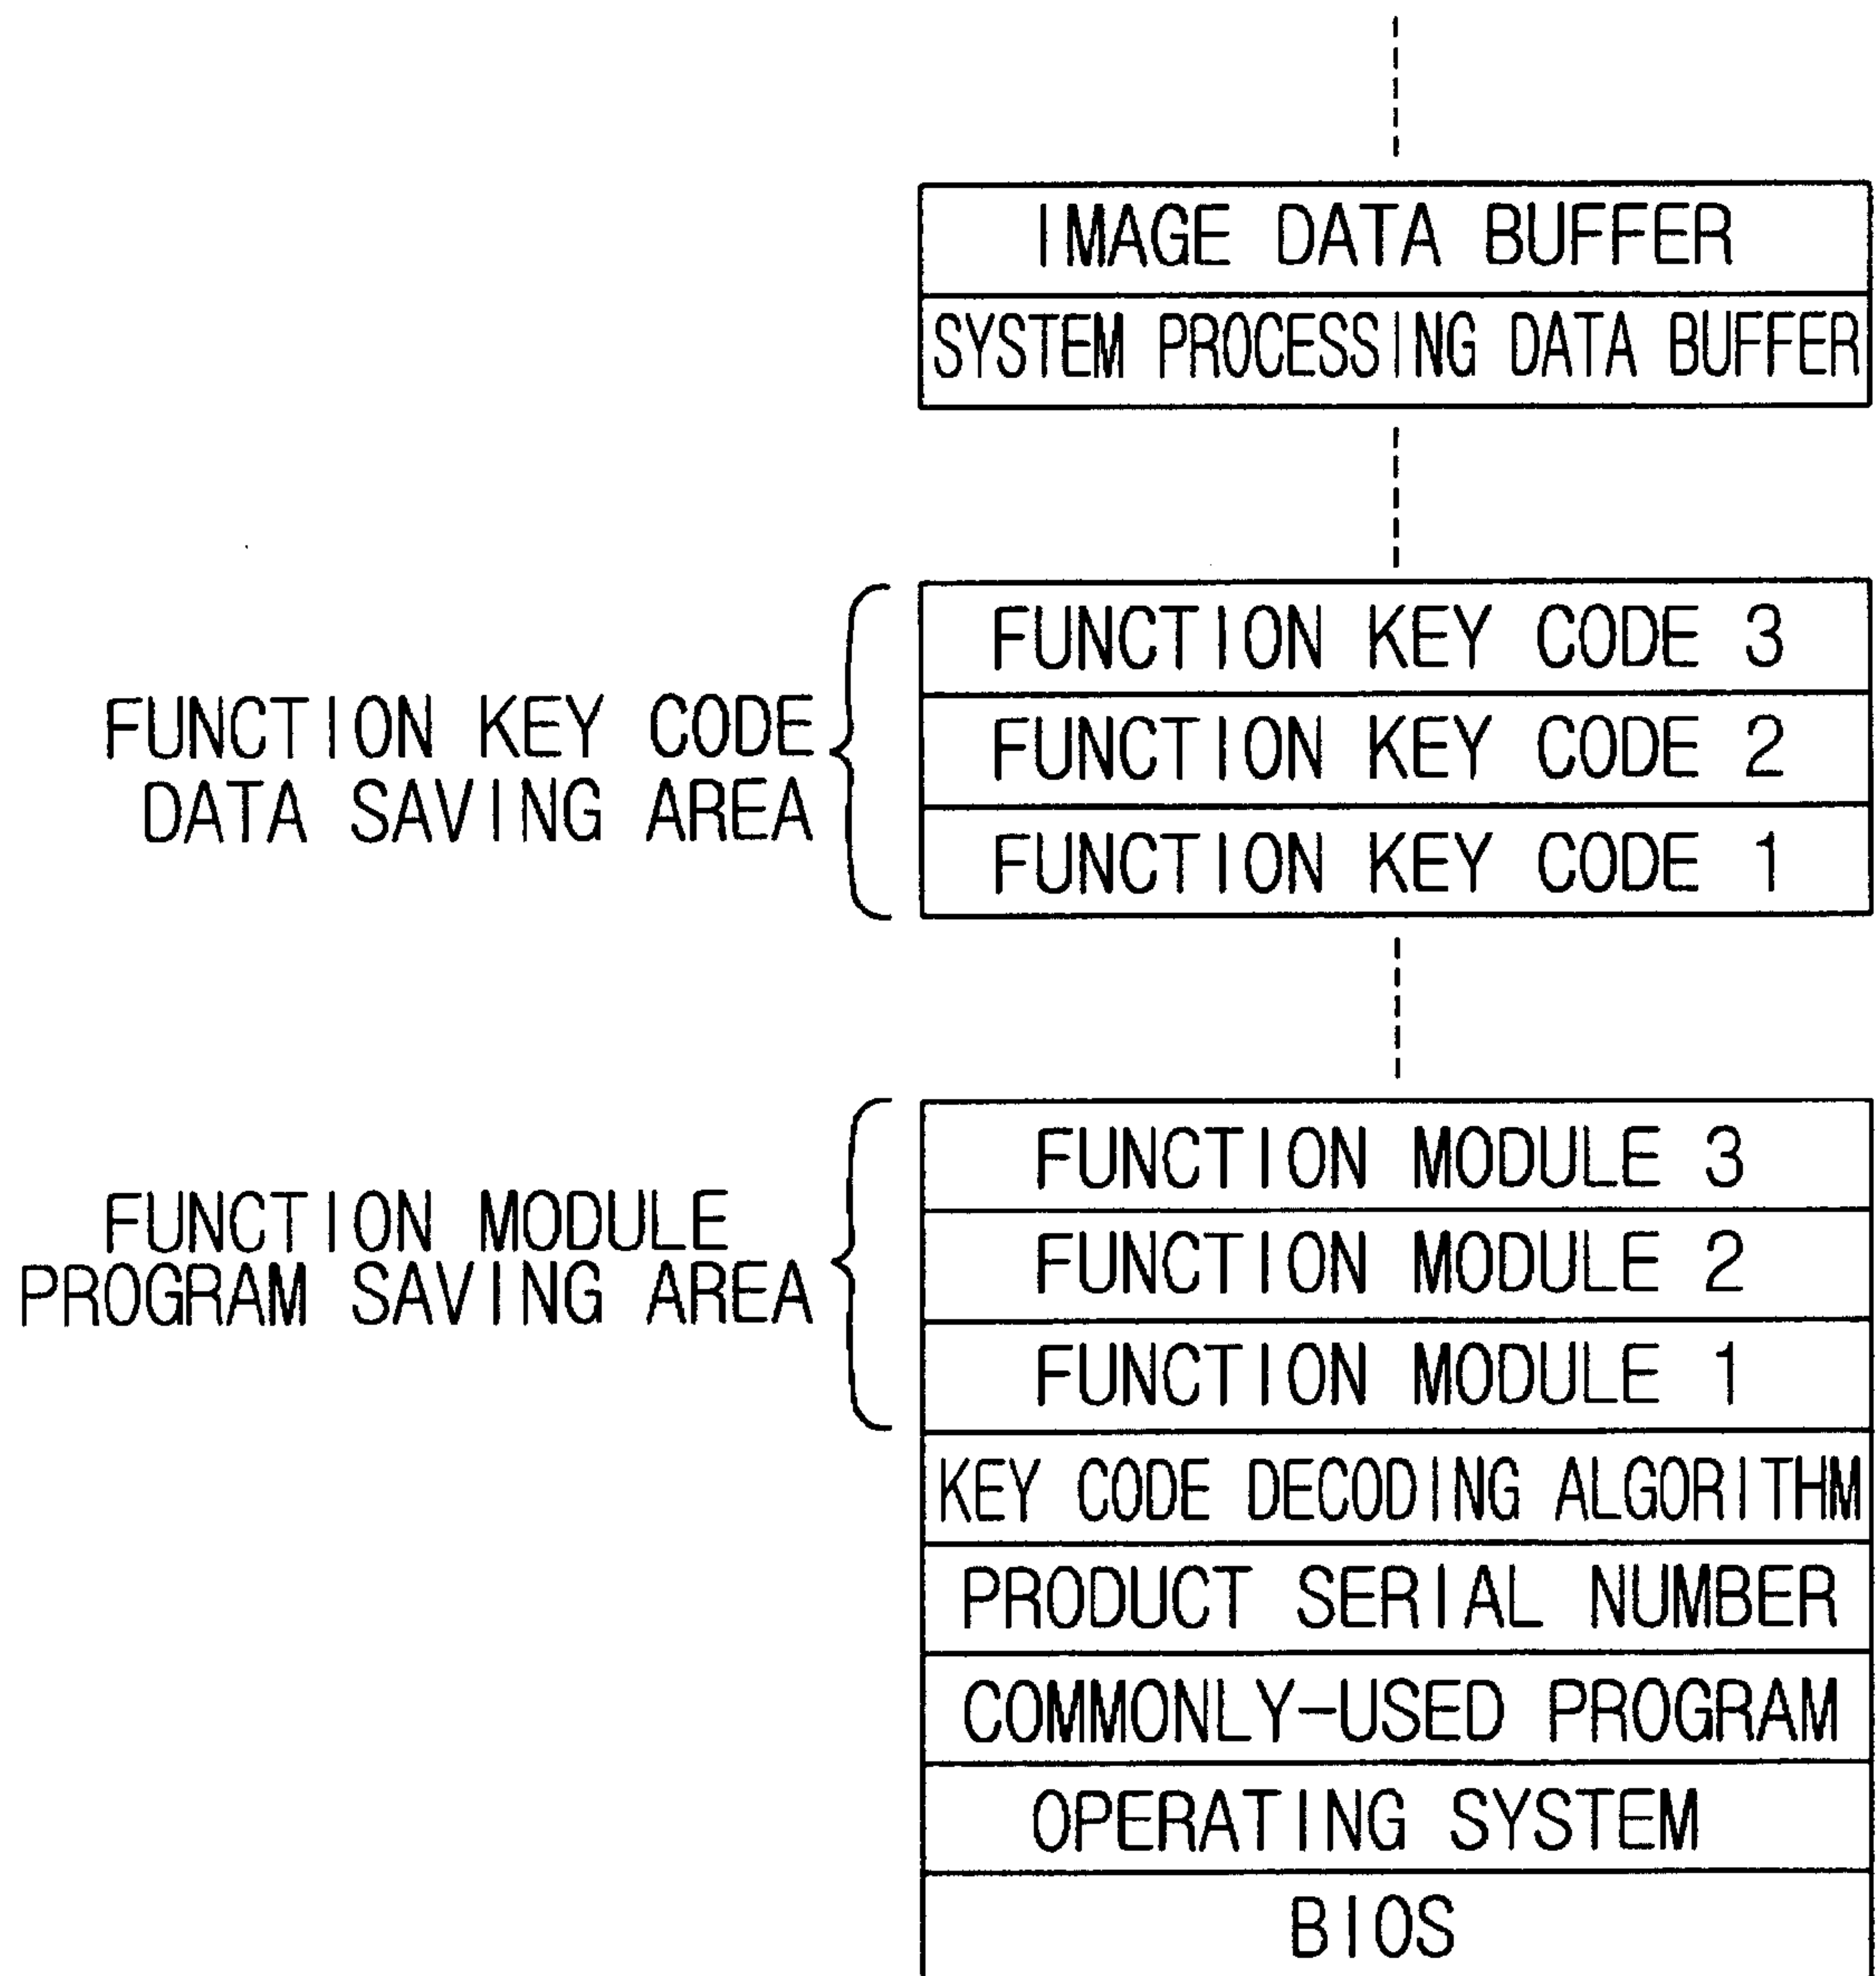 IMAGE DATA BUFFER
SYSTEM PROCESSING DATA BUFFER
FUNCTION KEY CODE
DATA SAVING AREA
FUNCTION KEY CODE 3
FUNCTION KEY CODE 2
FUNCTION KEY CODE 1
FUNCTION MODULE
PROGRAM SAVING AREA
FUNCTION MODULE 3
FUNCTION MODULE 2
FUNCTION MODULE 1
KEY CODE DECODING ALGORITHM
PRODUCT SERIAL NUMBER
COMMONLY-USED PROGRAM
OPERATING SYSTEM
BIOS